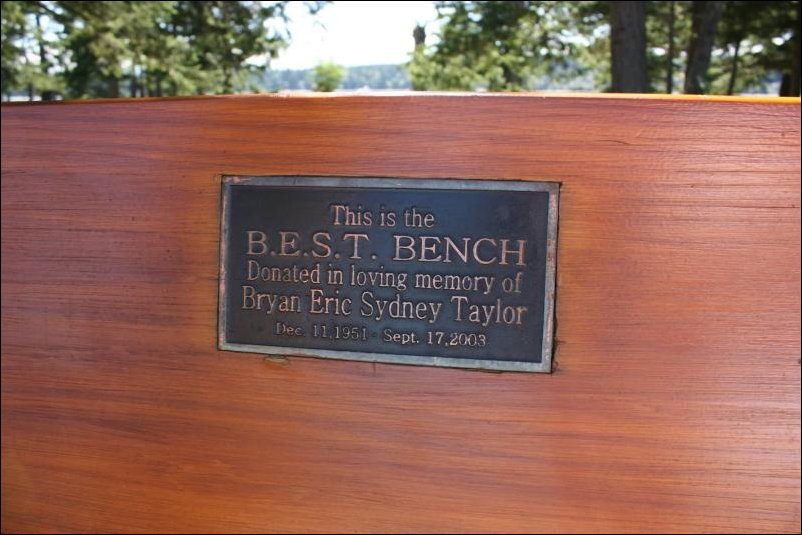 This is the
B.E.S.T. BENCH
Donated in loving memory of
Bryan Eric Sydney Taylor
Dec. 11,1951 - Sept. 17,2003